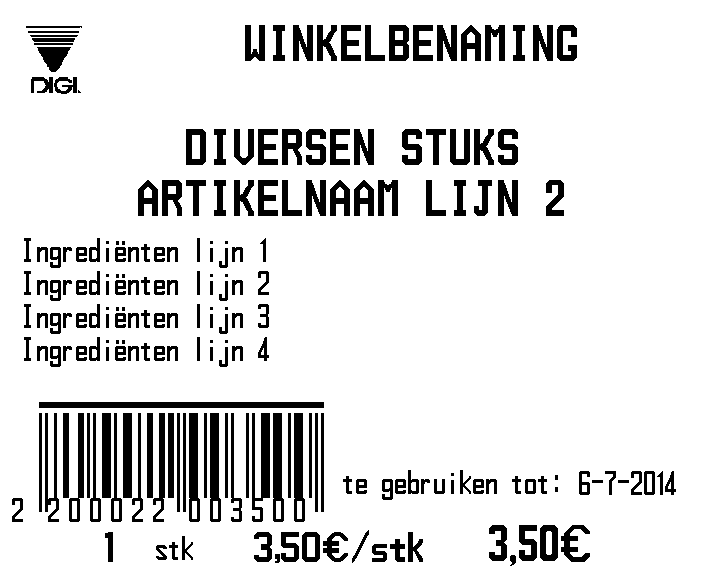 DIGI.
WINKELBENAMING
DIVERSEN STUKS
ARTIKELNAAM LIJN 2
Ingrediënten lijn 1
Ingrediënten lijn 2
Ingrediënten lijn 3
Ingrediënten lijn 4
te gebruiken tot: 6-7-2014
2 200022 003500
1 stk 3,50€/stk 3,50€